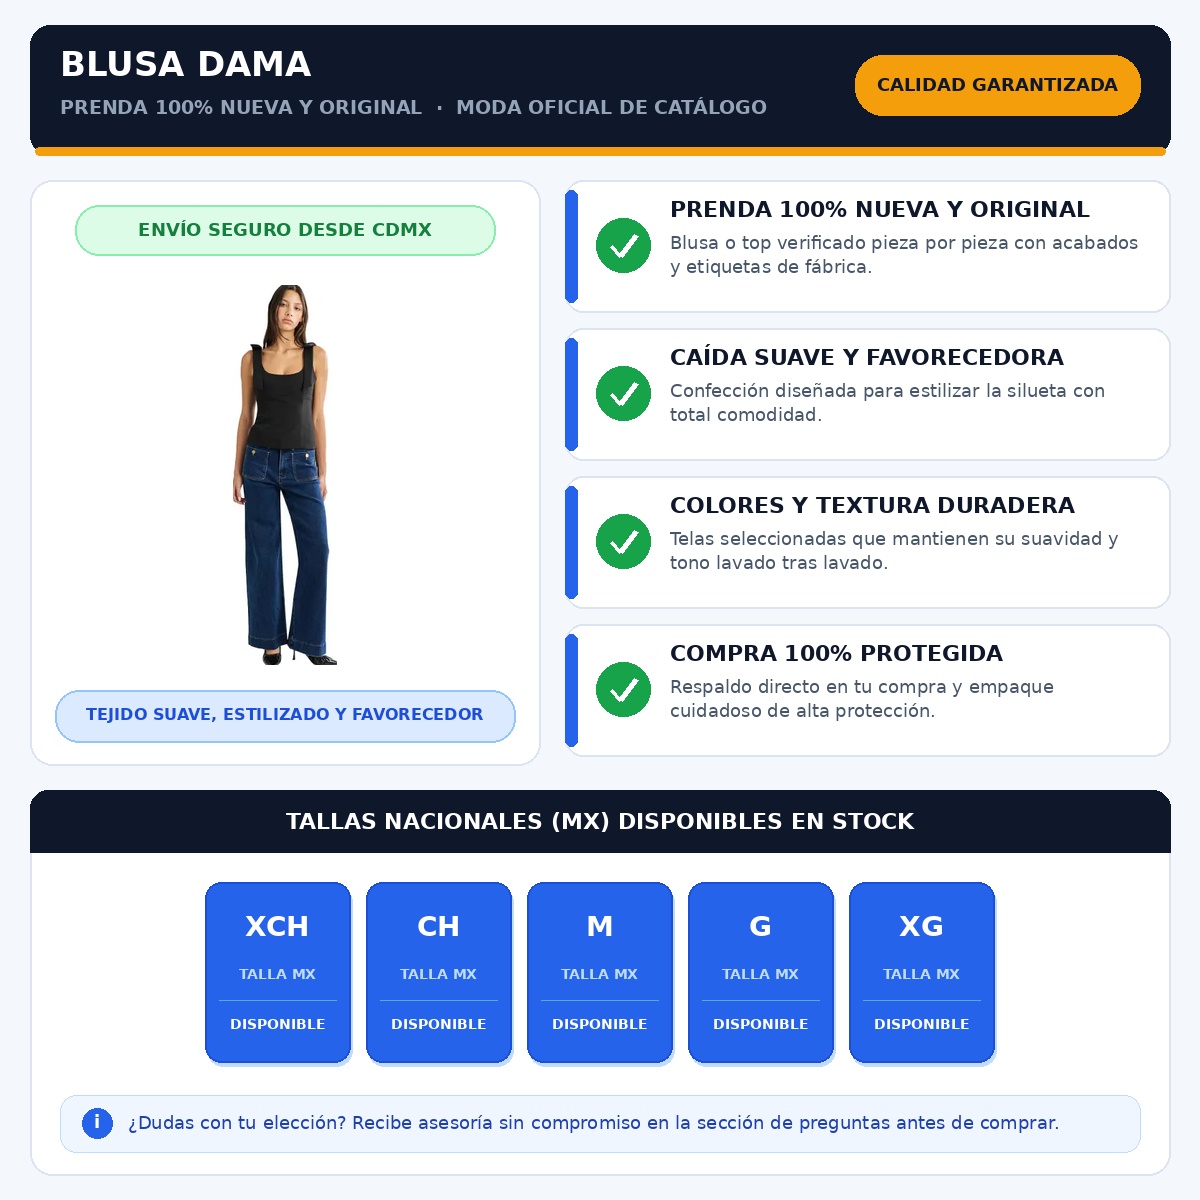 BLUSA DAMA
PRENDA 100% NUEVA Y ORIGINAL · MODA OFICIAL DE CATÁLOGO
CALIDAD GARANTIZADA
ENVÍO SEGURO DESDE CDMX
TEJIDO SUAVE, ESTILIZADO Y FAVORECEDOR
PRENDA 100% NUEVA Y ORIGINAL
Blusa o top verificado pieza por pieza con acabados
y etiquetas de fábrica.
CAÍDA SUAVE Y FAVORECEDORA
Confección diseñada para estilizar la silueta con
total comodidad.
COLORES Y TEXTURA DURADERA
Telas seleccionadas que mantienen su suavidad y
tono lavado tras lavado.
COMPRA 100% PROTEGIDA
Respaldo directo en tu compra y empaque
cuidadoso de alta protección.
TALLAS NACIONALES (MX) DISPONIBLES EN STOCK
XCH
TALLA MX
DISPONIBLE
CH
TALLA MX
DISPONIBLE
M
TALLA MX
DISPONIBLE
G
TALLA MX
DISPONIBLE
XG
TALLA MX
DISPONIBLE
i
¿Dudas con tu elección? Recibe asesoría sin compromiso en la sección de preguntas antes de comprar.